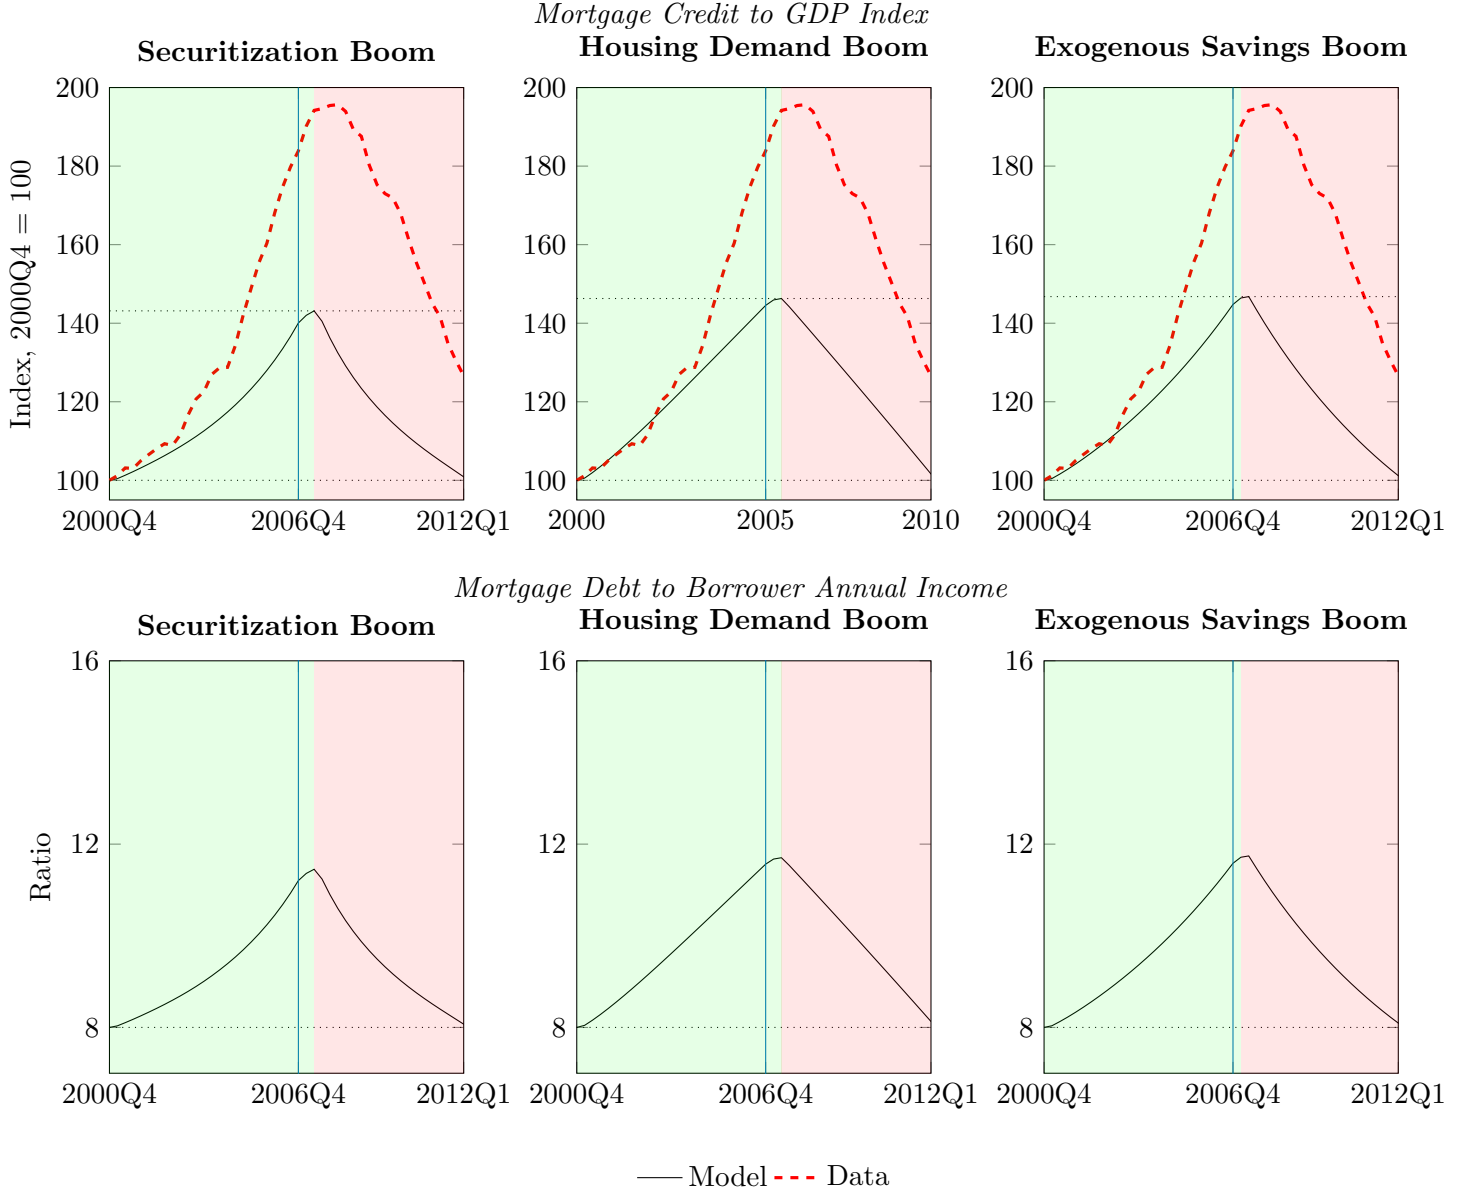 Mortgage Credit to GDP Index
Securitization Boom
Housing Demand Boom
Exogenous Savings Boom
Index, 2000Q4 = 100
200
180
160
140
120
100
2000Q4
2006Q4
2012Q1
200
180
160
140
120
100
2000
2005
2010
200
180
160
140
120
100
2000Q4
2006Q4
2012Q1
Mortgage Debt to Borrower Annual Income
Securitization Boom
Housing Demand Boom
Exogenous Savings Boom
Ratio
16
12
8
2000Q4
2006Q4
2012Q1
16
12
8
2000Q4
2006Q4
2012Q1
16
12
8
2000Q4
2006Q4
2012Q1
Model
Data